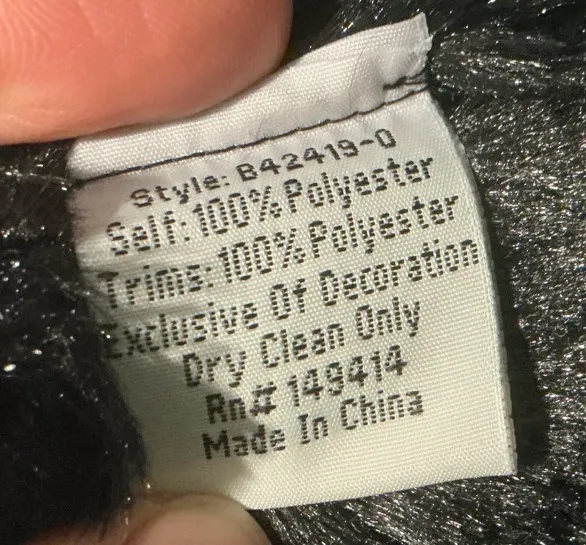 Style: B42419-0
Self: 100% Polyester
Trims: 100% Polyester
Exclusive Of Decoration
Dry Clean Only
Rn# 149414
Made In China